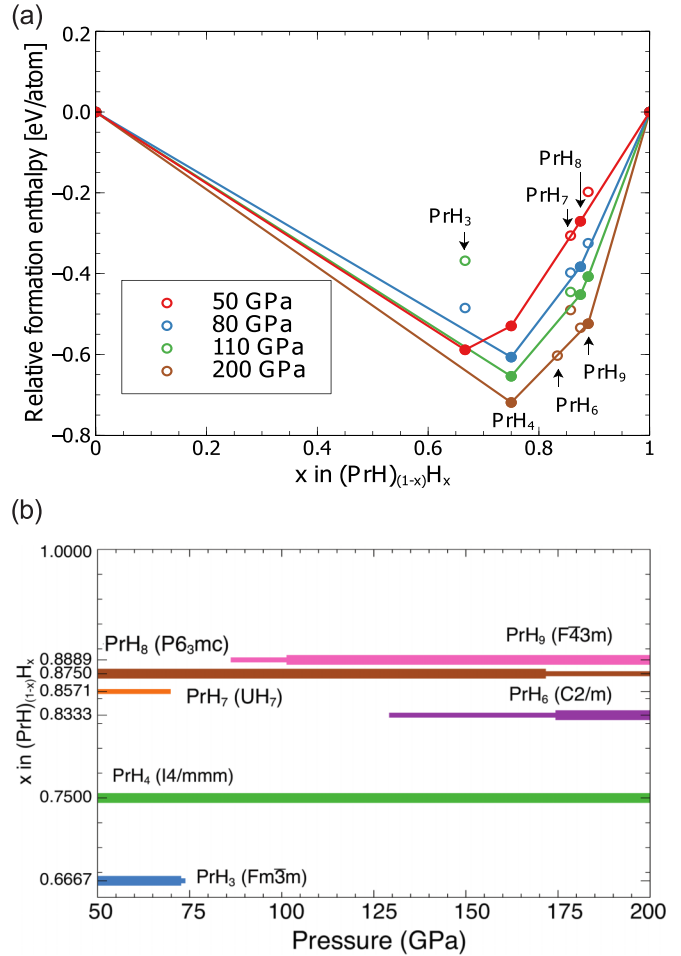 (a)
0.2
0.0
−0.2
−0.4
−0.6
−0.8
Relative formation enthalpy [eV/atom]
PrH₃
PrH₈
PrH₇
50 GPa
80 GPa
110 GPa
200 GPa
PrH₉
PrH₆
PrH₄
0 0.2 0.4 0.6 0.8 1
x in (PrH)₍₁₋ₓ₎Hₓ
(b)
1.0000
0.8889
0.8750
0.8571
0.8333
0.7500
0.6667
x in (PrH)₍₁₋ₓ₎Hₓ
PrH₈ (P6₃mc)
PrH₉ (F4̅3m)
PrH₇ (UH₇)
PrH₆ (C2/m)
PrH₄ (I4/mmm)
PrH₃ (Fm3̅m)
50 75 100 125 150 175 200
Pressure (GPa)